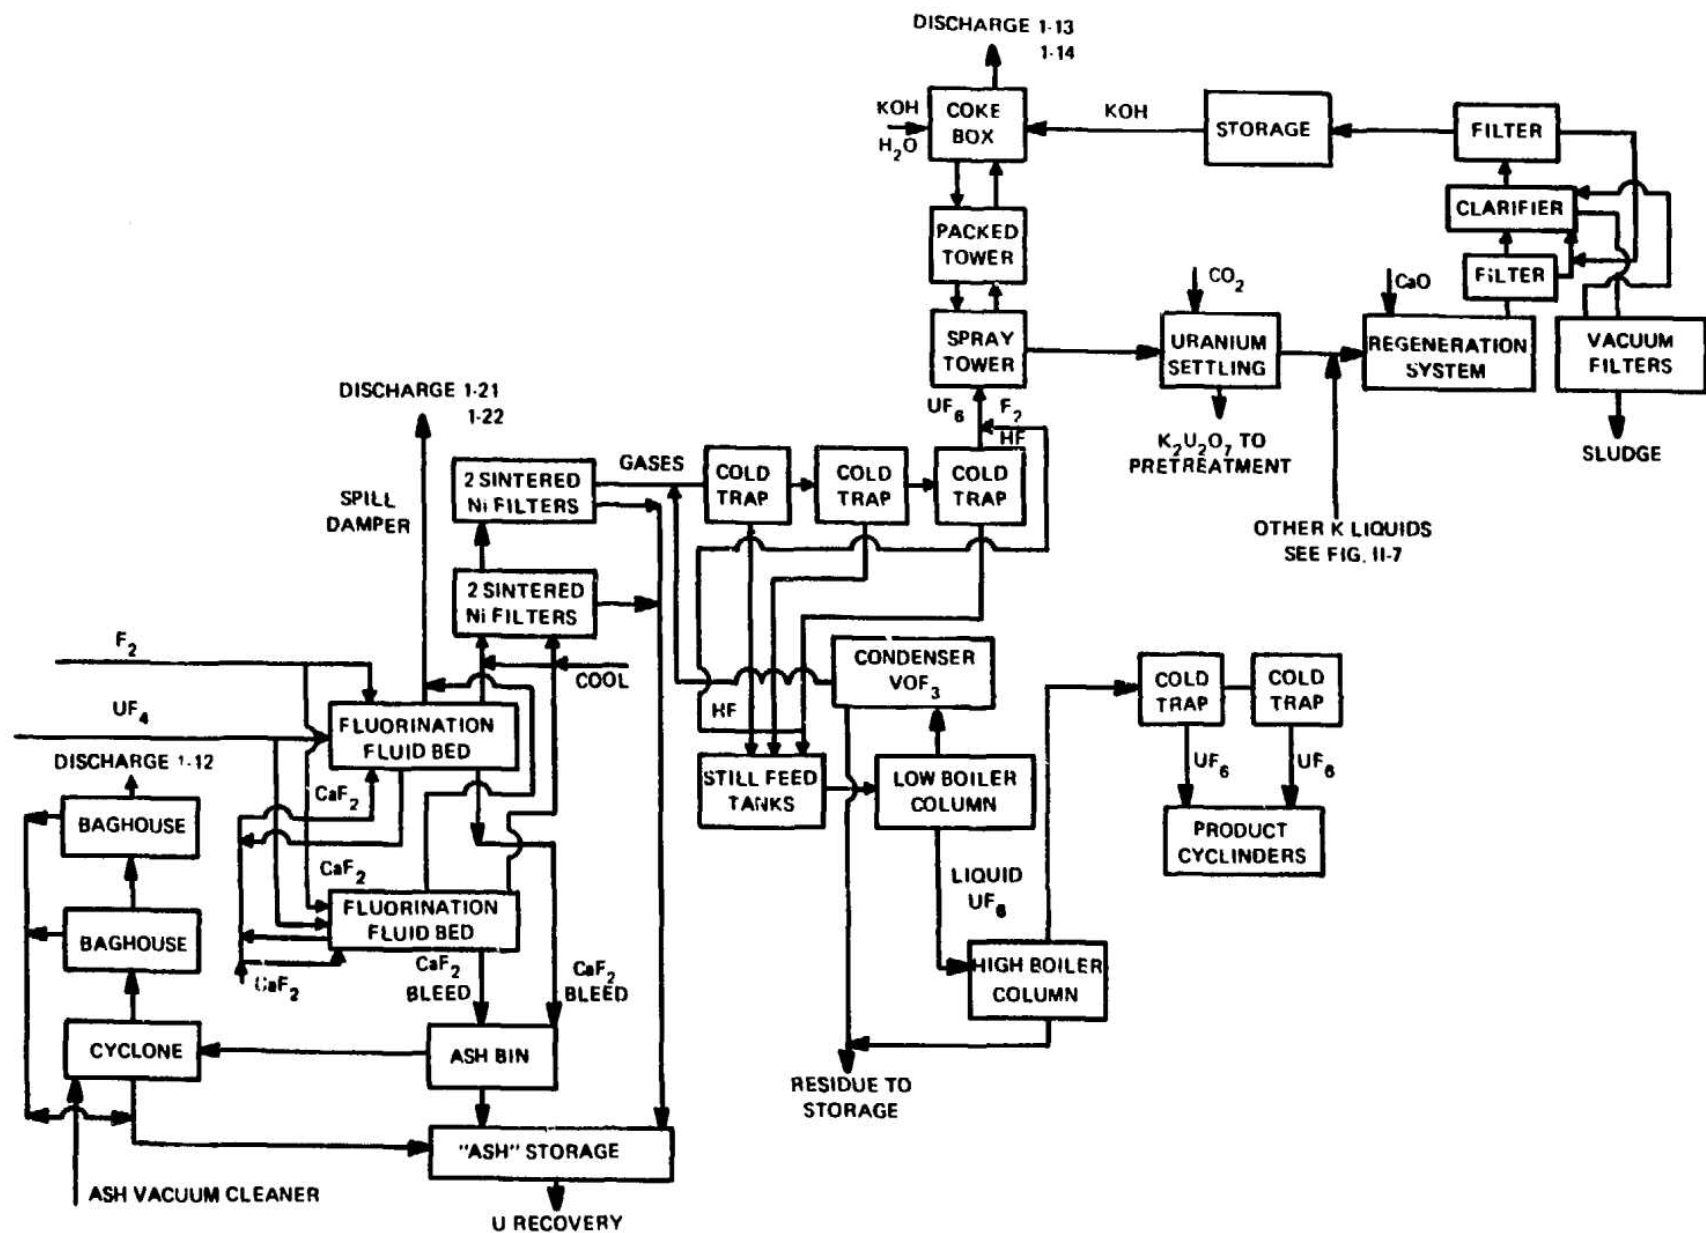 DISCHARGE 1-13
1-14
KOH
H2O
COKE
BOX
KOH
STORAGE
FILTER
CLARIFIER
PACKED
TOWER
FILTER
CO2
CaO
SPRAY
TOWER
URANIUM
SETTLING
REGENERATION
SYSTEM
VACUUM
FILTERS
DISCHARGE 1-21
1-22
UF6
F2
HF
K2U2O7 TO
PRETREATMENT
SLUDGE
SPILL
DAMPER
2 SINTERED
Ni FILTERS
GASES
COLD
TRAP
COLD
TRAP
COLD
TRAP
OTHER K LIQUIDS
SEE FIG. II-7
2 SINTERED
Ni FILTERS
F2
COOL
CONDENSER
VOF3
COLD
TRAP
COLD
TRAP
UF4
FLUORINATION
FLUID BED
HF
DISCHARGE 1-12
CaF2
STILL FEED
TANKS
LOW BOILER
COLUMN
UF6
UF6
BAGHOUSE
PRODUCT
CYCLINDERS
CaF2
LIQUID
UF6
FLUORINATION
FLUID BED
BAGHOUSE
CaF2
CaF2
BLEED
CaF2
BLEED
HIGH BOILER
COLUMN
CYCLONE
ASH BIN
RESIDUE TO
STORAGE
"ASH" STORAGE
ASH VACUUM CLEANER
U RECOVERY